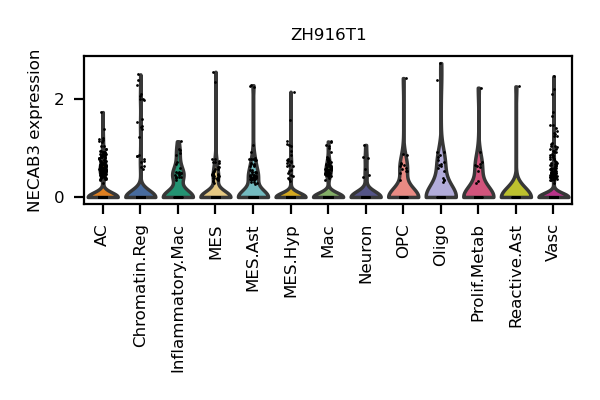 ZH916T1
NECAB3 expression
2
0
AC
Chromatin.Reg
Inflammatory.Mac
MES
MES.Ast
MES.Hyp
Mac
Neuron
OPC
Oligo
Prolif.Metab
Reactive.Ast
Vasc